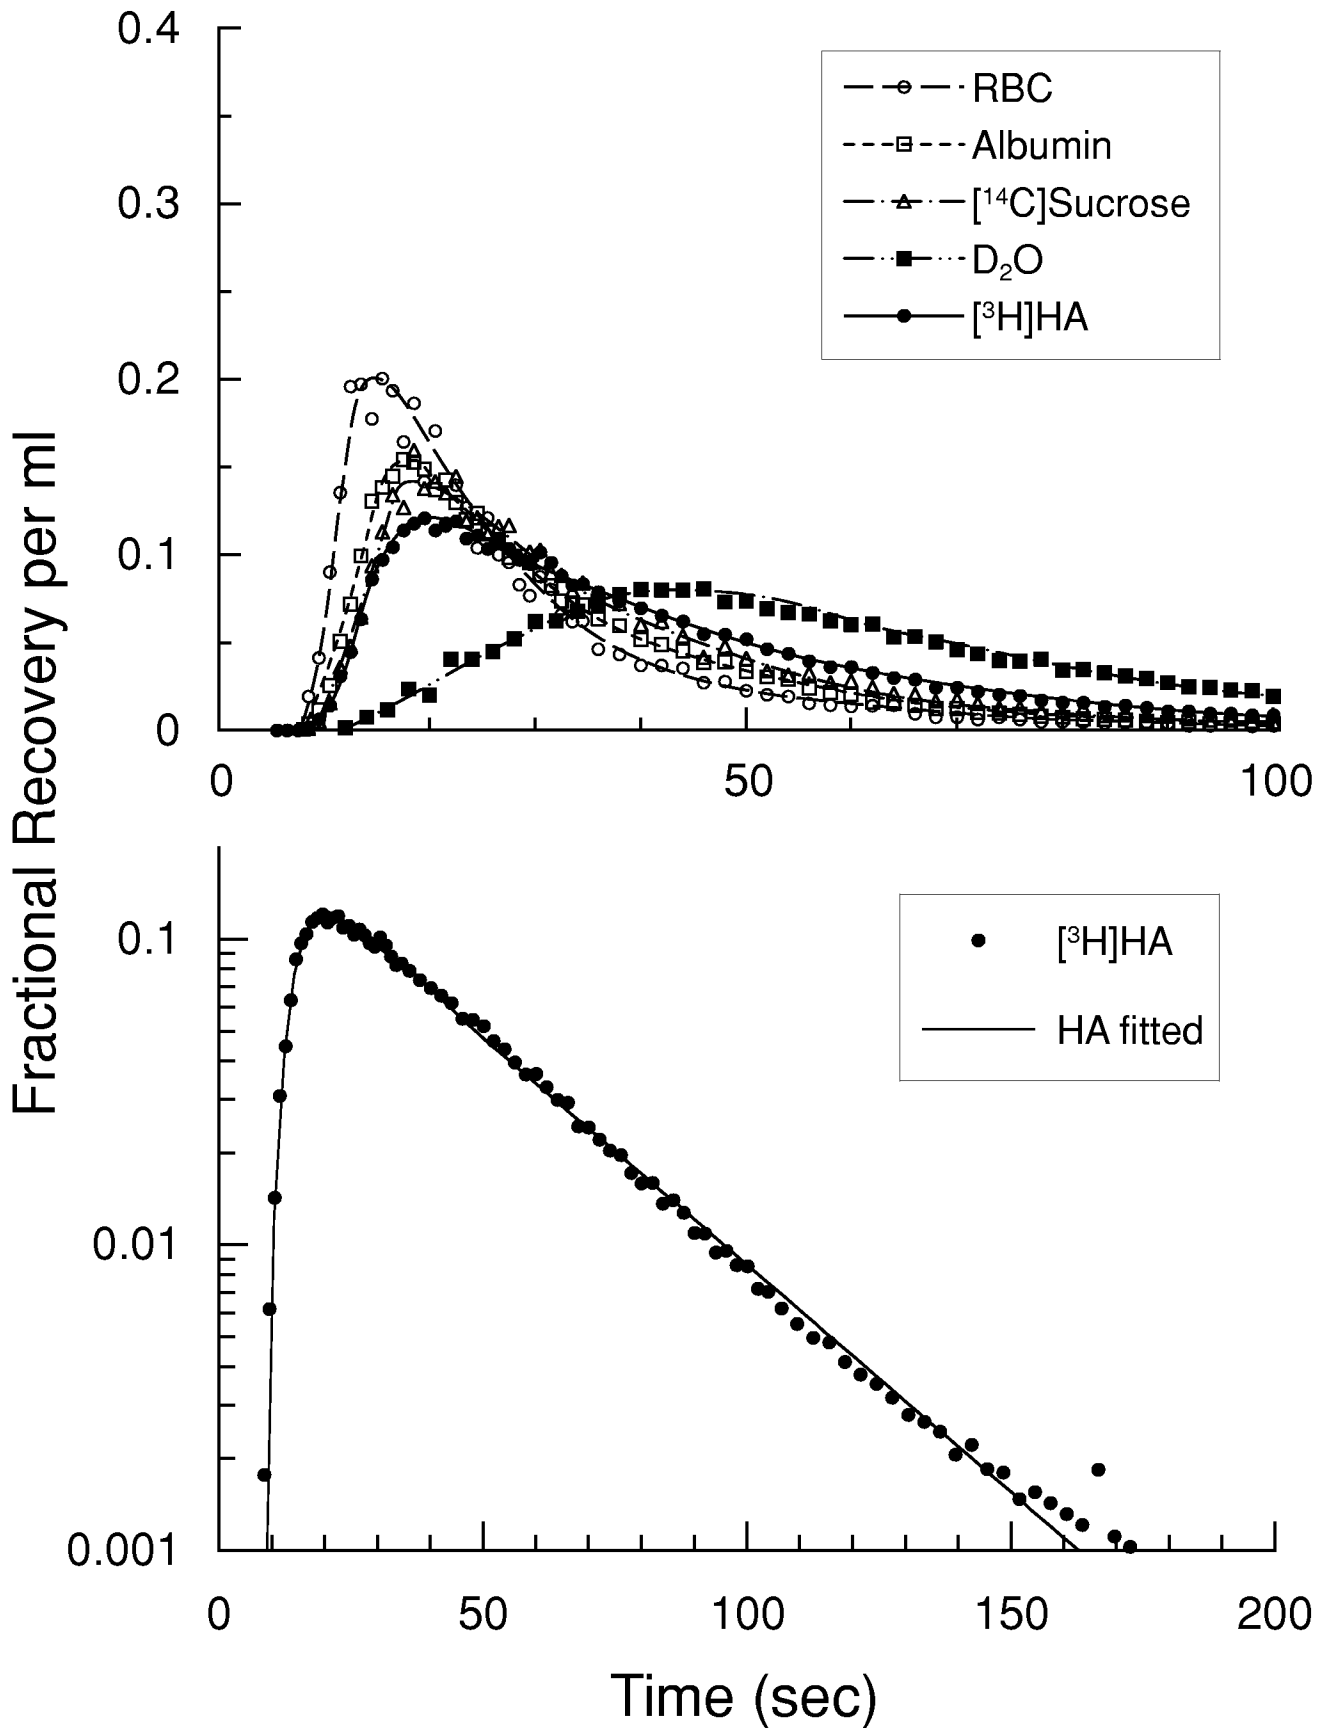 Fractional Recovery per ml
0.4
0.3
0.2
0.1
0
0 50 100
RBC
Albumin
[¹⁴C]Sucrose
D₂O
[³H]HA
0.1
0.01
0.001
0 50 100 150 200
[³H]HA
HA fitted
Time (sec)